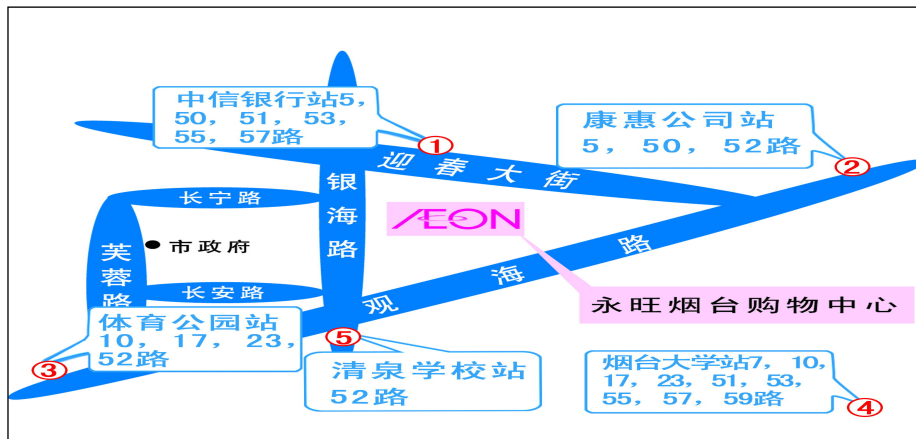 中信银行站5，
50，51，53，
55，57路
①
康惠公司站
5，50，52路
②
迎春大街
银海路
长宁路
ÆEON
芙蓉路
市政府
观海路
长安路
永旺烟台购物中心
体育公园站
10，17，23，
52路
③
⑤
清泉学校站
52路
烟台大学站7，10，
17，23，51，53，
55，57，59路
④